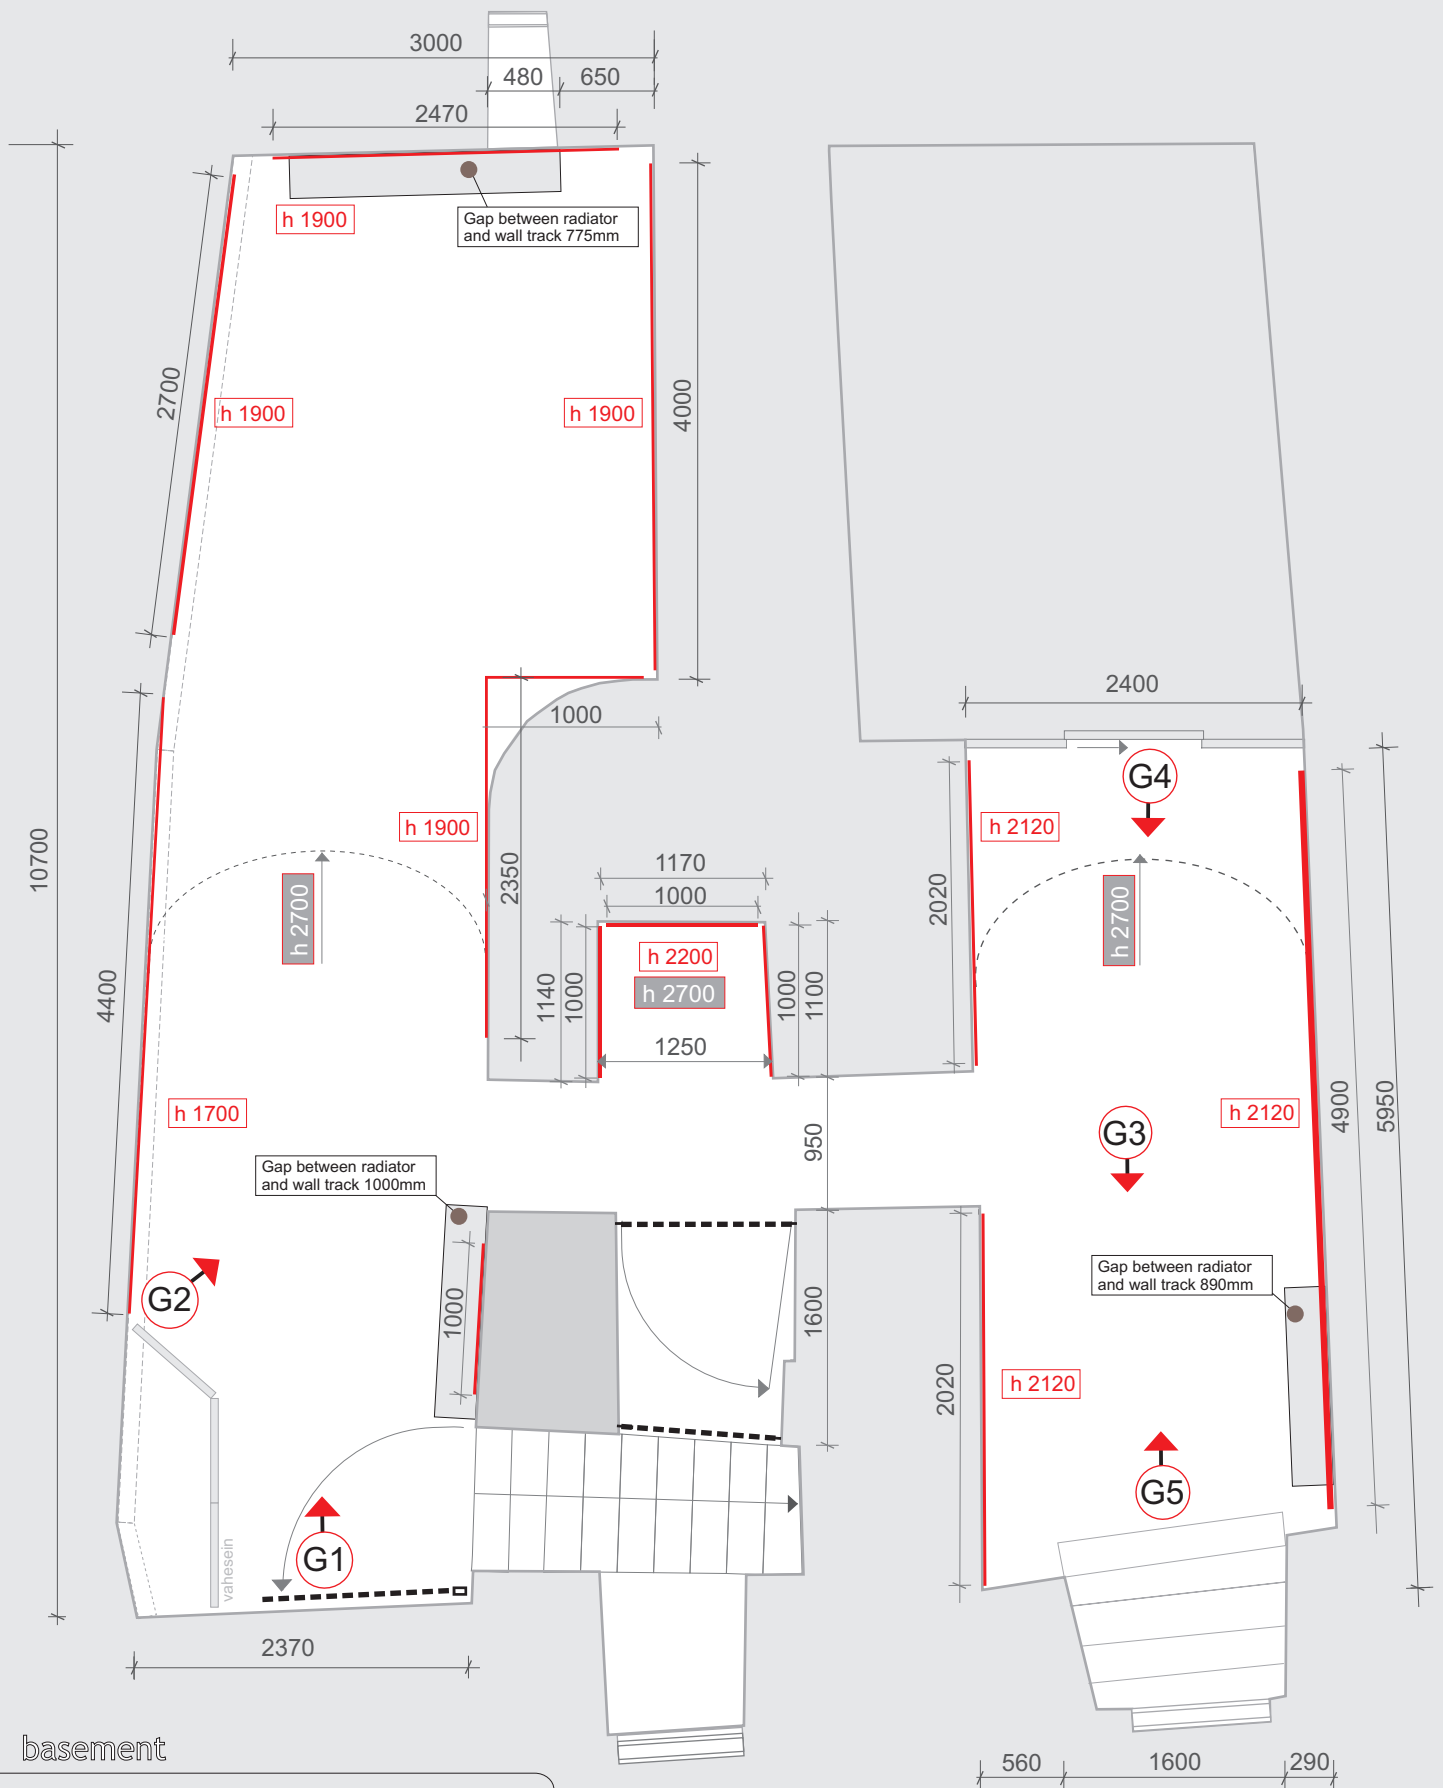 3000
480 650
2470
h 1900
Gap between radiator
and wall track 775mm
2700
h 1900
h 1900
4000
2400
1000
G4
10700
h 1900
h 2120
2350
1170
1000
2020
h 2700
h 2700
h 2200
h 2700
4400
1140
1000
1000
1100
1250
h 1700
950
G3
h 2120
4900
5950
Gap between radiator
and wall track 1000mm
G2
1000
1600
Gap between radiator
and wall track 890mm
2020
h 2120
G5
G1
vahesein
2370
basement
560 1600 290